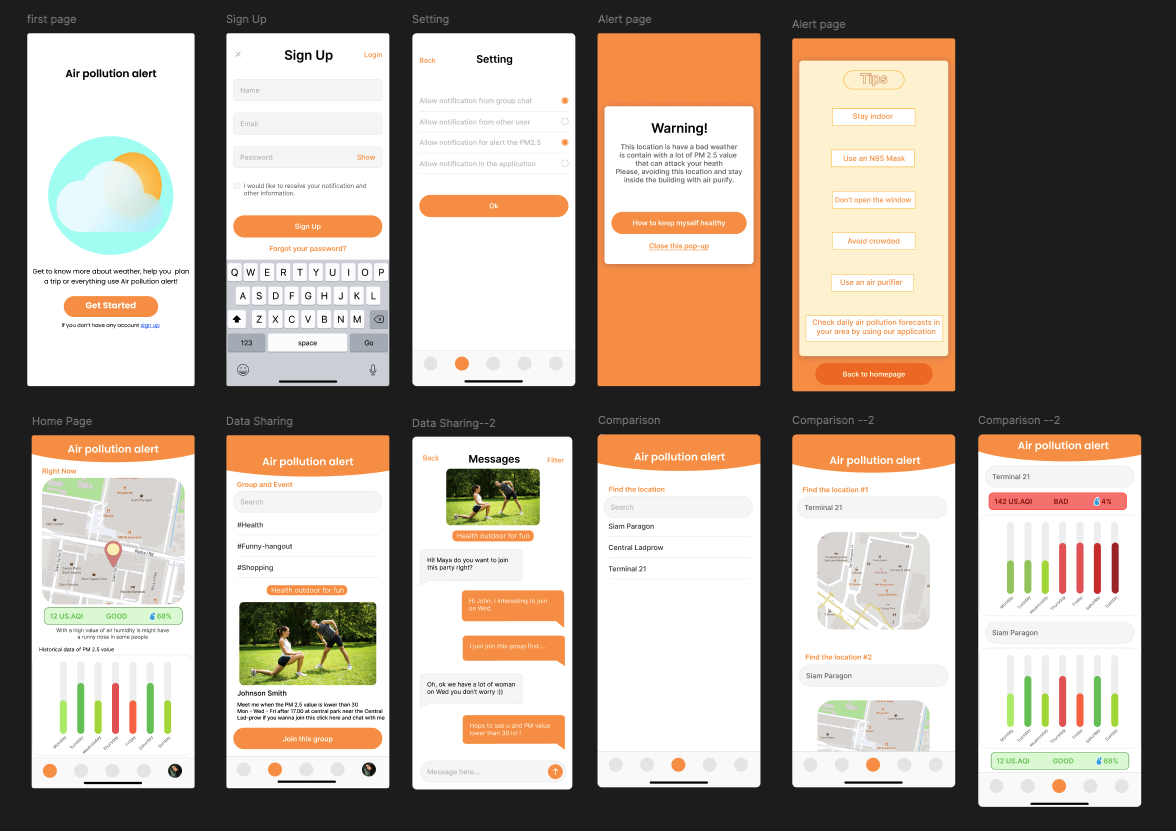 first page
Air pollution alert
Get to know more about weather, help you plan
a trip or everything use Air pollution alert!
Get Started
If you don't have any account sign up
Sign Up
Sign Up
Login
Name
Email
Password
Show
I would like to receive your notification and
other information.
Sign Up
Forgot your password?
Q W E R T Y U I O P
A S D F G H J K L
Z X C V B N M
123
space
Go
Setting
Back
Setting
Allow notification from group chat
Allow notification from other user
Allow notification for alert the PM2.5
Allow notification in the application
Ok
Alert page
Warning!
This location is have a bad weather
is contain with a lot of PM 2.5 value
that can attack your heath
Please, avoiding this location and stay
inside the building with air purify.
How to keep myself healthy
Close this pop-up
Alert page
Tips
Stay indoor
Use an N95 Mask
Don't open the window
Avoid crowded
Use an air purifier
Check daily air pollution forecasts in
your area by using our application
Back to homepage
Home Page
Air pollution alert
Right Now
12 US.AQI
GOOD
68%
With a high value of air humidity is might have
a runny nose in some people
Historical data of PM 2.5 value
Monday
Tuesday
Wednesday
Thursday
Friday
Saturday
Sunday
Data Sharing
Air pollution alert
Group and Event
Search
#Health
#Funny-hangout
#Shopping
Health outdoor for fun
Johnson Smith
Meet me when the PM 2.5 value is lower than 30
Mon - Wed - Fri after 17.00 at central park near the Central
Lad-prow if you wanna join this click here and chat with me
Join this group
Data Sharing--2
Back
Messages
Filter
Health outdoor for fun
Hi! Maya do you want to join
this party right?
Hi John, I interesting to join
on Wed.
I just join this group first...
Oh, ok we have a lot of woman
on Wed you don't worry :))
Hope to see u and PM value
lower than 30 lol !
Message here...
Comparison
Air pollution alert
Find the location
Search
Siam Paragon
Central Ladprow
Terminal 21
Comparison --2
Air pollution alert
Find the location #1
Terminal 21
Find the location #2
Siam Paragon
Comparison --2
Air pollution alert
Terminal 21
142 US.AQI
BAD
4%
Monday
Tuesday
Wednesday
Thursday
Friday
Saturday
Sunday
Siam Paragon
Monday
Tuesday
Wednesday
Thursday
Friday
Saturday
Sunday
12 US.AQI
GOOD
68%